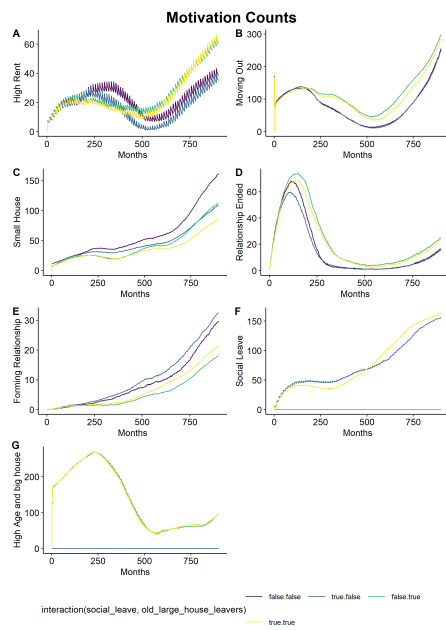 Motivation Counts
A
High Rent
60
40
20
0
0
250
500
750
Months
B
Moving Out
300
200
100
0
0
250
500
750
Months
C
Small House
150
100
50
0
0
250
500
750
Months
D
Relationship Ended
60
40
20
0
0
250
500
750
Months
E
Forming Relationship
30
20
10
0
0
250
500
750
Months
F
Social Leave
150
100
50
0
0
250
500
750
Months
G
High Age and big house
200
100
0
0
250
500
750
Months
interaction(social_leave, old_large_house_leavers)
false.false
true.false
false.true
true.true